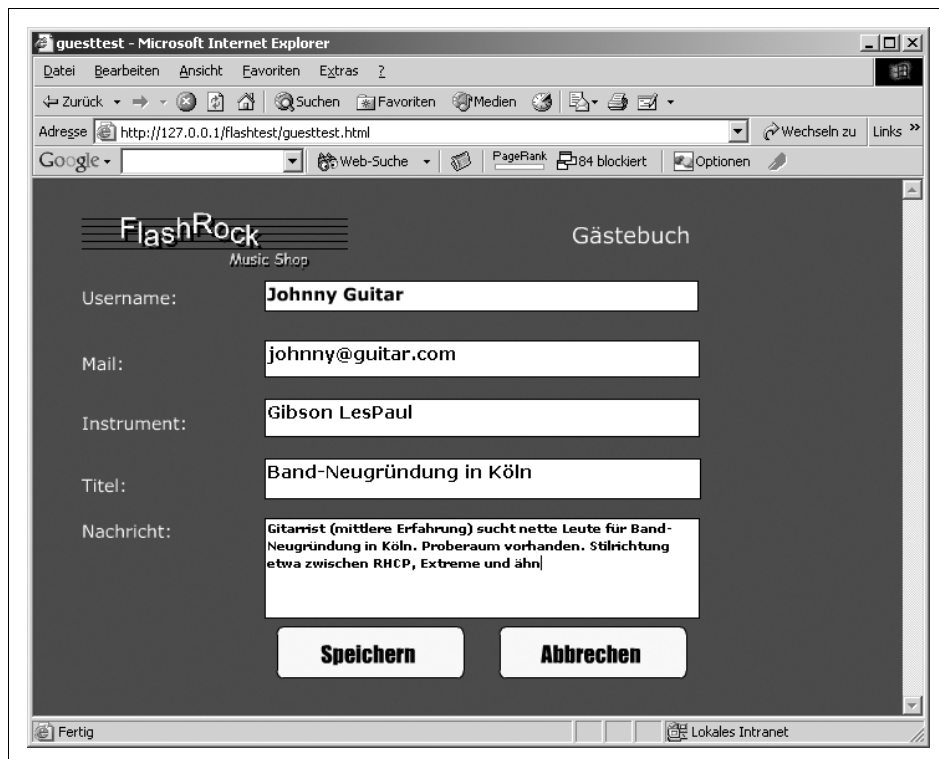 guesttest - Microsoft Internet Explorer
Datei Bearbeiten Ansicht Favoriten Extras ?
Zurück Suchen Favoriten Medien
Adresse http://127.0.0.1/flashtest/guesttest.html Wechseln zu Links »
Google Web-Suche PageRank 84 blockiert Optionen
FlashRock
Music Shop
Gästebuch
Username: Johnny Guitar
Mail: johnny@guitar.com
Instrument: Gibson LesPaul
Titel: Band-Neugründung in Köln
Nachricht: Gitarrist (mittlere Erfahrung) sucht nette Leute für Band-
Neugründung in Köln. Proberaum vorhanden. Stilrichtung
etwa zwischen RHCP, Extreme und ähn
Speichern Abbrechen
Fertig Lokales Intranet